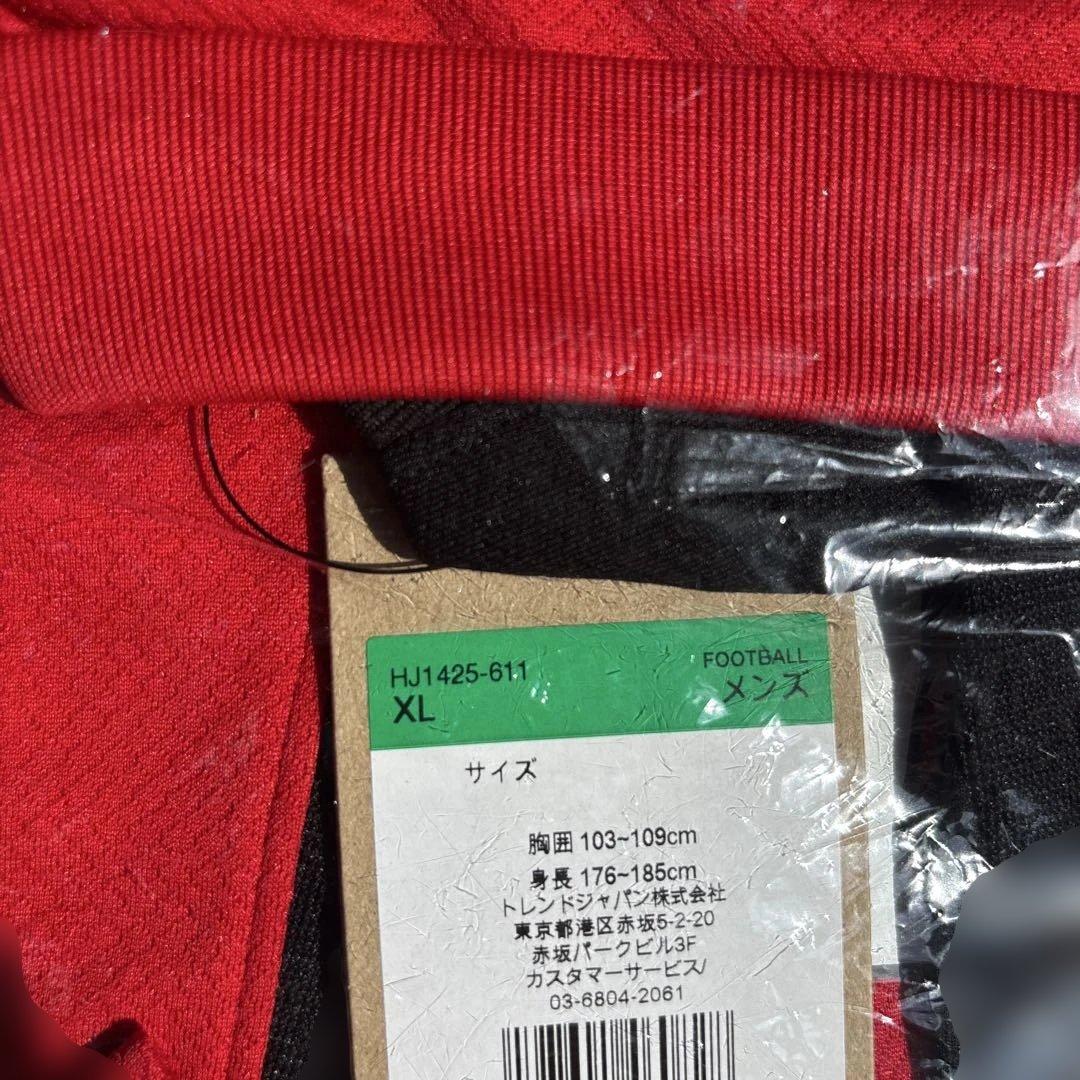 HJ1425-611
FOOTBALL
XL
メンズ
サイズ
胸囲 103~109cm
身長 176~185cm
トレンドジャパン株式会社
東京都港区赤坂5-2-20
赤坂パークビル3F
カスタマーサービス/
03-6804-2061